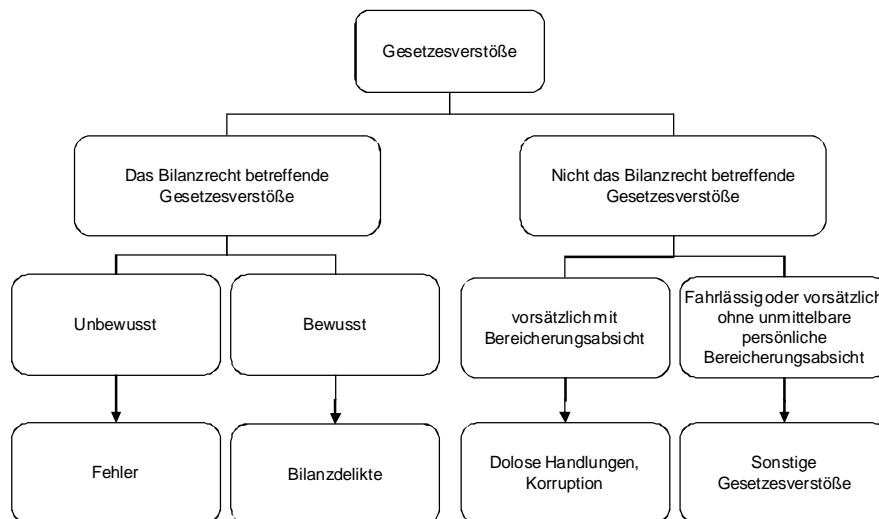 Gesetzesverstöße
Das Bilanzrecht betreffende
Gesetzesverstöße
Nicht das Bilanzrecht betreffende
Gesetzesverstöße
Unbewusst
Bewusst
vorsätzlich mit
Bereicherungsabsicht
Fahrlässig oder vorsätzlich
ohne unmittelbare
persönliche
Bereicherungsabsicht
Fehler
Bilanzdelikte
Dolose Handlungen,
Korruption
Sonstige
Gesetzesverstöße